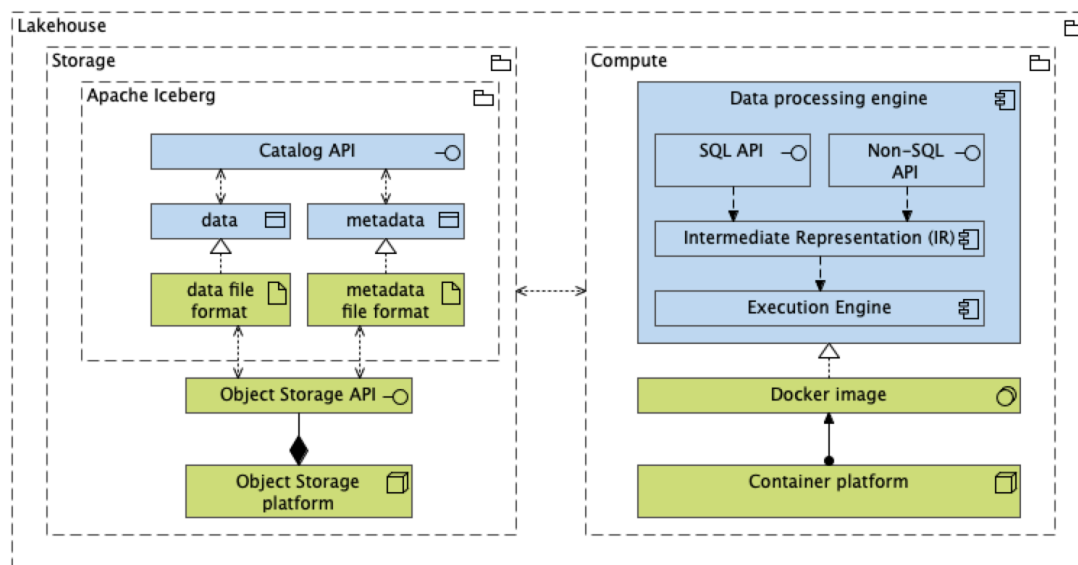 Lakehouse
Storage
Apache Iceberg
Catalog API
data
metadata
data file
format
metadata
file format
Object Storage API
Object Storage
platform
Compute
Data processing engine
SQL API
Non-SQL
API
Intermediate Representation (IR)
Execution Engine
Docker image
Container platform